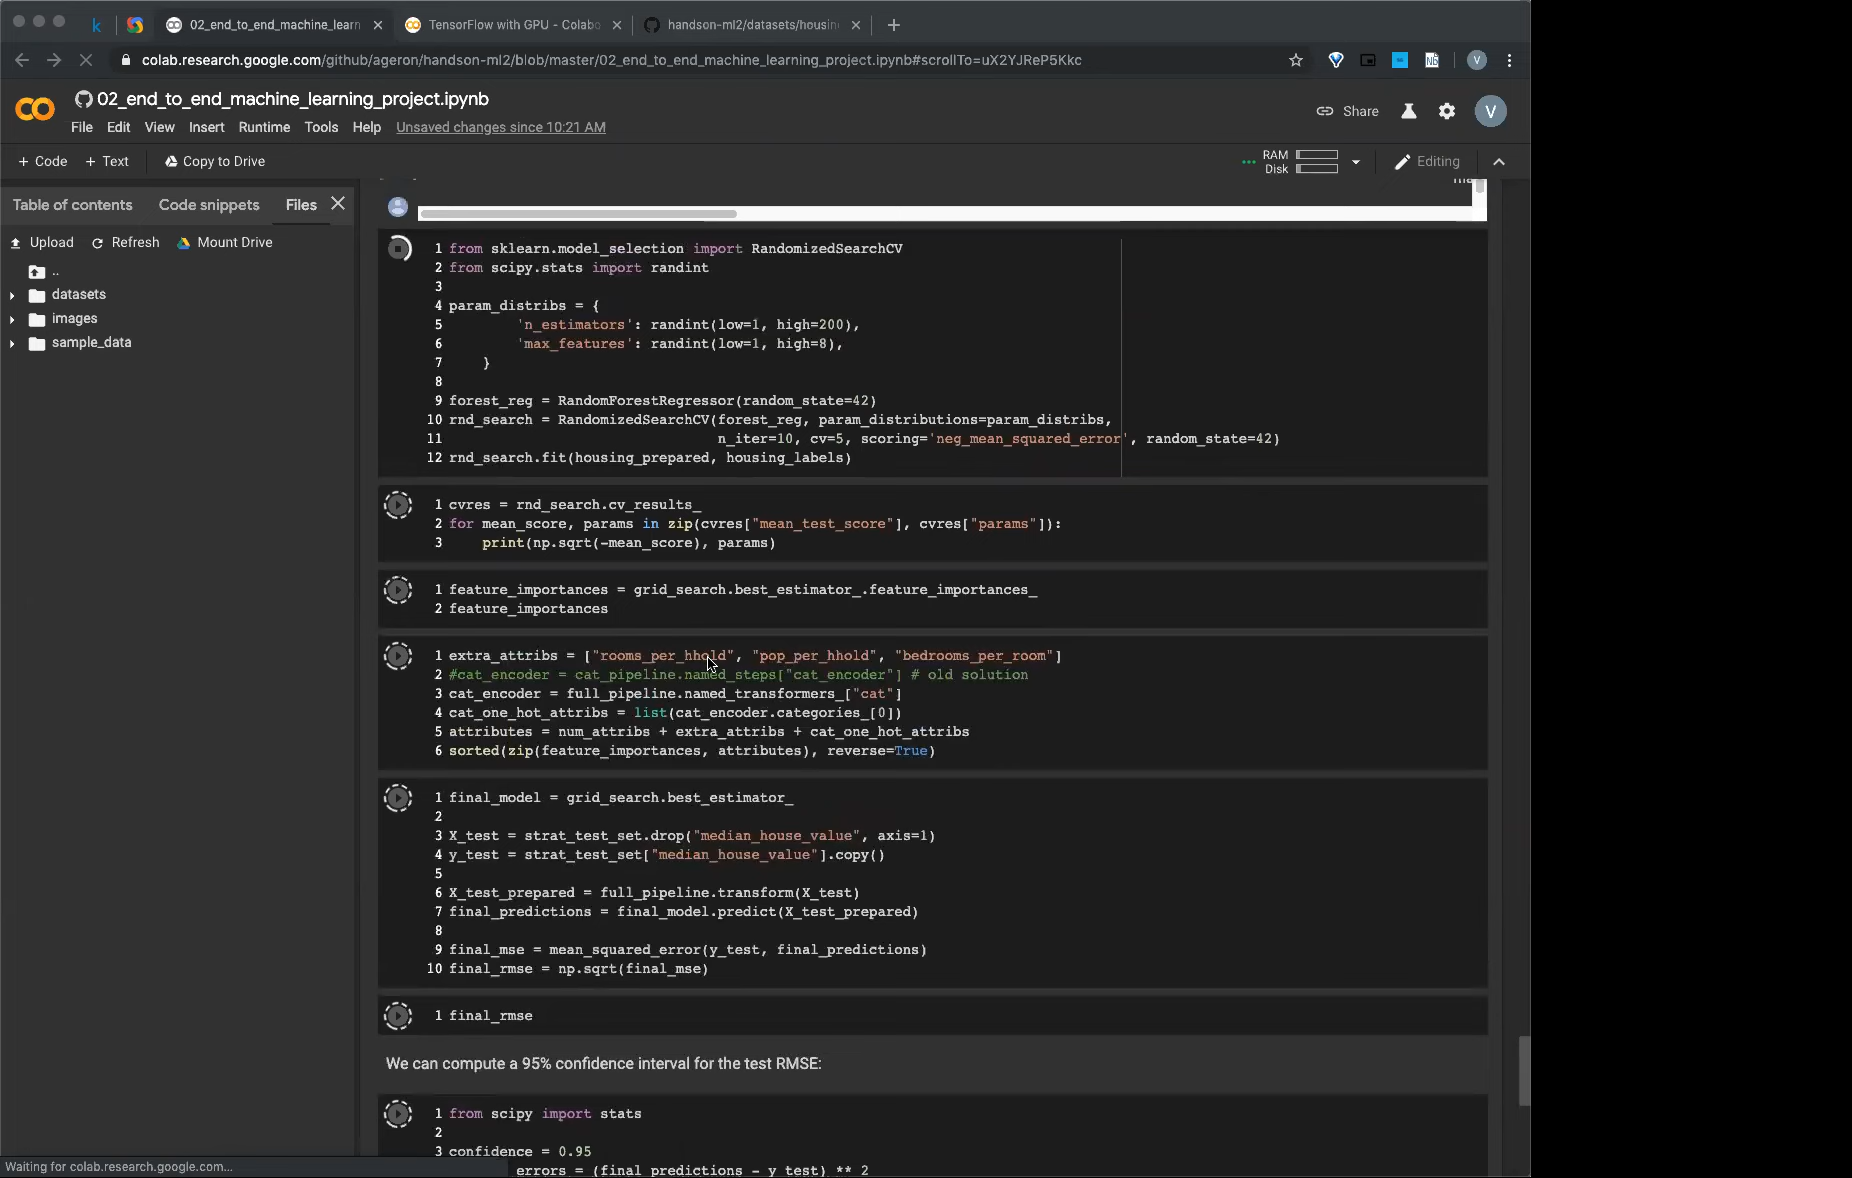 02_end_to_end_machine_learn
TensorFlow with GPU - Colabo
handson-ml2/datasets/housin
colab.research.google.com/github/ageron/handson-ml2/blob/master/02_end_to_end_machine_learning_project.ipynb#scrollTo=uX2YJReP5Kkc
02_end_to_end_machine_learning_project.ipynb
File Edit View Insert Runtime Tools Help Unsaved changes since 10:21 AM
Share
V
+ Code + Text Copy to Drive
RAM
Disk
Editing
Table of contents Code snippets Files
Upload Refresh Mount Drive
..
datasets
images
sample_data
1 from sklearn.model_selection import RandomizedSearchCV
2 from scipy.stats import randint
3
4 param_distribs = {
5 'n_estimators': randint(low=1, high=200),
6 'max_features': randint(low=1, high=8),
7 }
8
9 forest_reg = RandomForestRegressor(random_state=42)
10 rnd_search = RandomizedSearchCV(forest_reg, param_distributions=param_distribs,
11 n_iter=10, cv=5, scoring='neg_mean_squared_error', random_state=42)
12 rnd_search.fit(housing_prepared, housing_labels)
1 cvres = rnd_search.cv_results_
2 for mean_score, params in zip(cvres["mean_test_score"], cvres["params"]):
3 print(np.sqrt(-mean_score), params)
1 feature_importances = grid_search.best_estimator_.feature_importances_
2 feature_importances
1 extra_attribs = ["rooms_per_hhold", "pop_per_hhold", "bedrooms_per_room"]
2 #cat_encoder = cat_pipeline.named_steps["cat_encoder"] # old solution
3 cat_encoder = full_pipeline.named_transformers_["cat"]
4 cat_one_hot_attribs = list(cat_encoder.categories_[0])
5 attributes = num_attribs + extra_attribs + cat_one_hot_attribs
6 sorted(zip(feature_importances, attributes), reverse=True)
1 final_model = grid_search.best_estimator_
2
3 X_test = strat_test_set.drop("median_house_value", axis=1)
4 y_test = strat_test_set["median_house_value"].copy()
5
6 X_test_prepared = full_pipeline.transform(X_test)
7 final_predictions = final_model.predict(X_test_prepared)
8
9 final_mse = mean_squared_error(y_test, final_predictions)
10 final_rmse = np.sqrt(final_mse)
1 final_rmse
We can compute a 95% confidence interval for the test RMSE:
1 from scipy import stats
2
3 confidence = 0.95
errors = (final_predictions - y_test) ** 2
Waiting for colab.research.google.com...